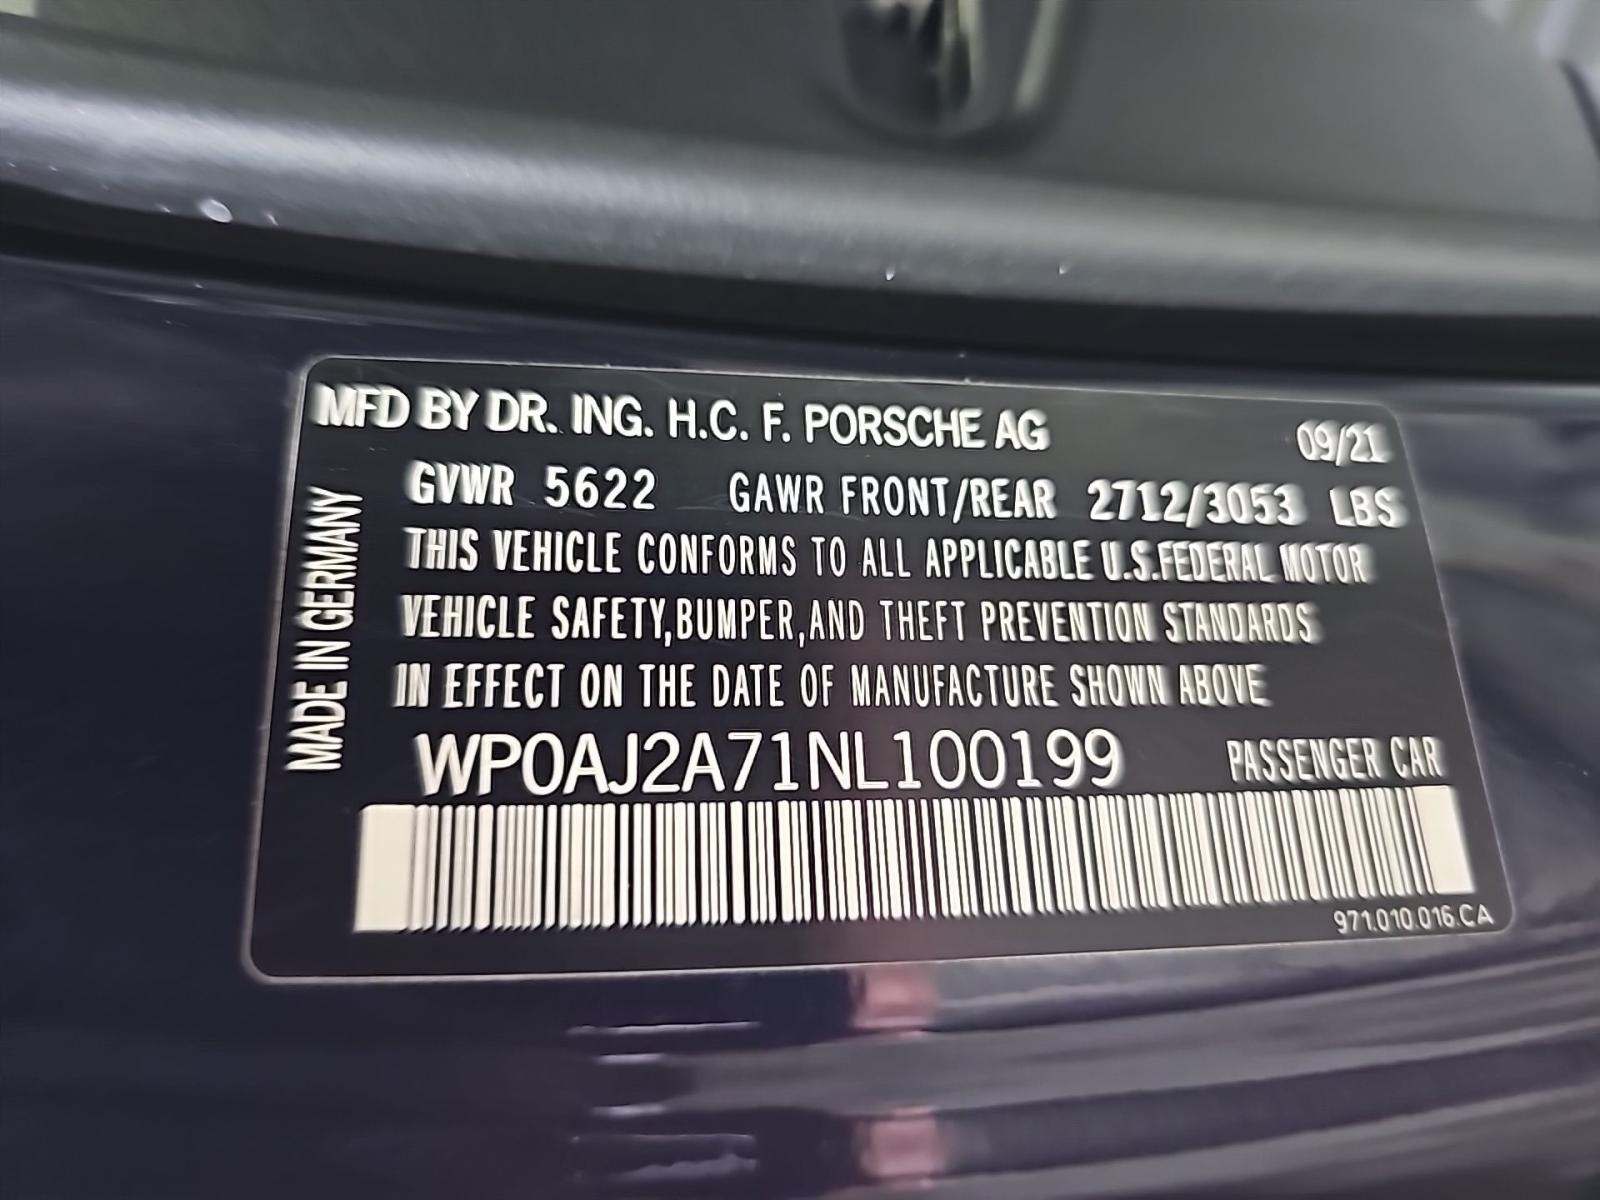 MFD BY DR. ING. H.C. F. PORSCHE AG 09/21
GVWR 5622 GAWR FRONT/REAR 2712/3053 LBS
THIS VEHICLE CONFORMS TO ALL APPLICABLE U.S.FEDERAL MOTOR
VEHICLE SAFETY,BUMPER,AND THEFT PREVENTION STANDARDS
IN EFFECT ON THE DATE OF MANUFACTURE SHOWN ABOVE
WP0AJ2A71NL100199 PASSENGER CAR
971.010.016.CA
MADE IN GERMANY